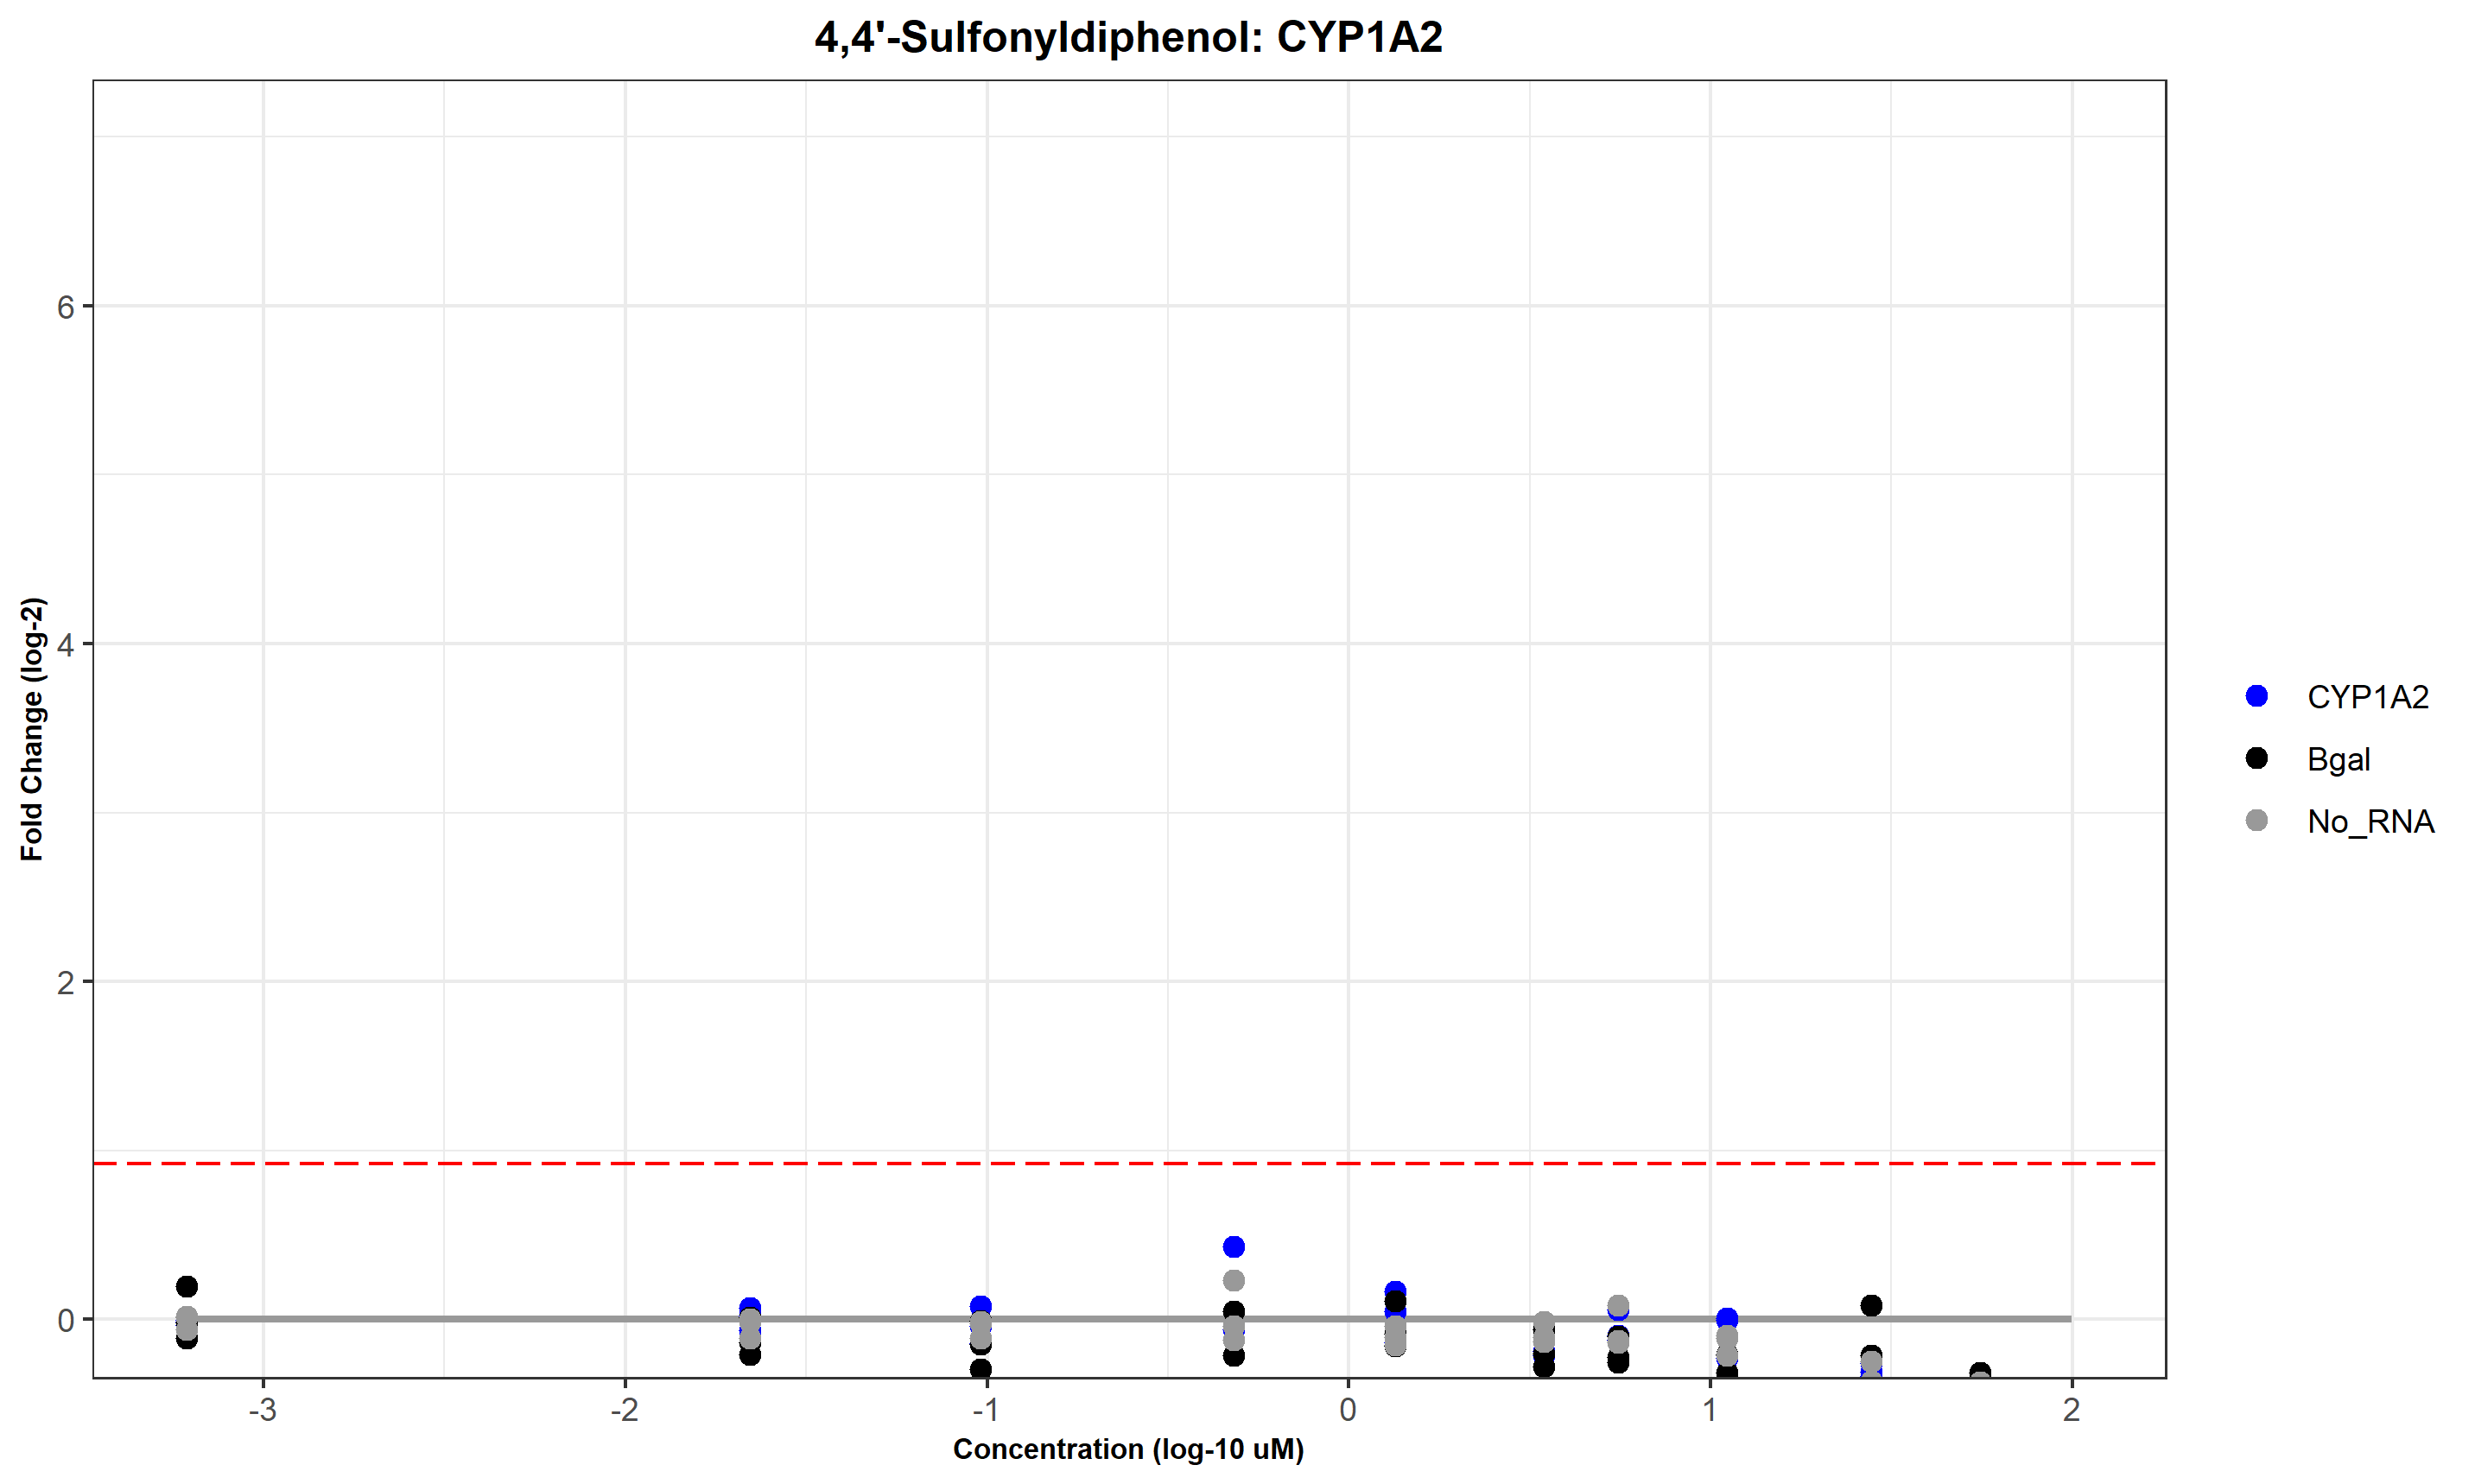 4,4'-Sulfonyldiphenol: CYP1A2
Fold Change (log-2)
6
4
2
0
-3
-2
-1
0
1
2
Concentration (log-10 uM)
CYP1A2
Bgal
No_RNA